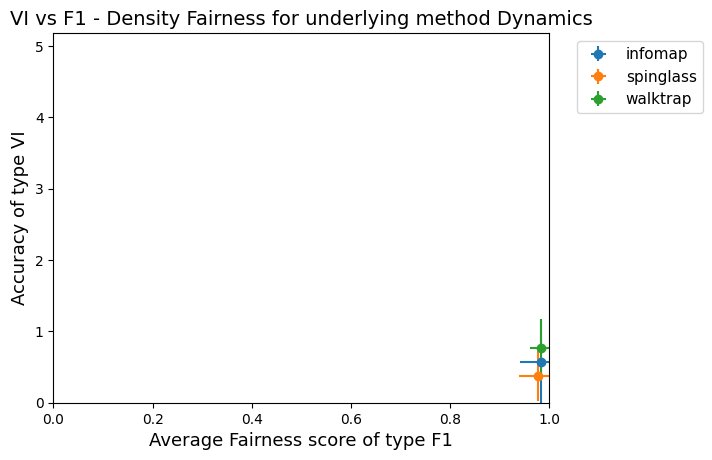 VI vs F1 - Density Fairness for underlying method Dynamics
infomap
spinglass
walktrap
Accuracy of type VI
5
4
3
2
1
0
0.0 0.2 0.4 0.6 0.8 1.0
Average Fairness score of type F1